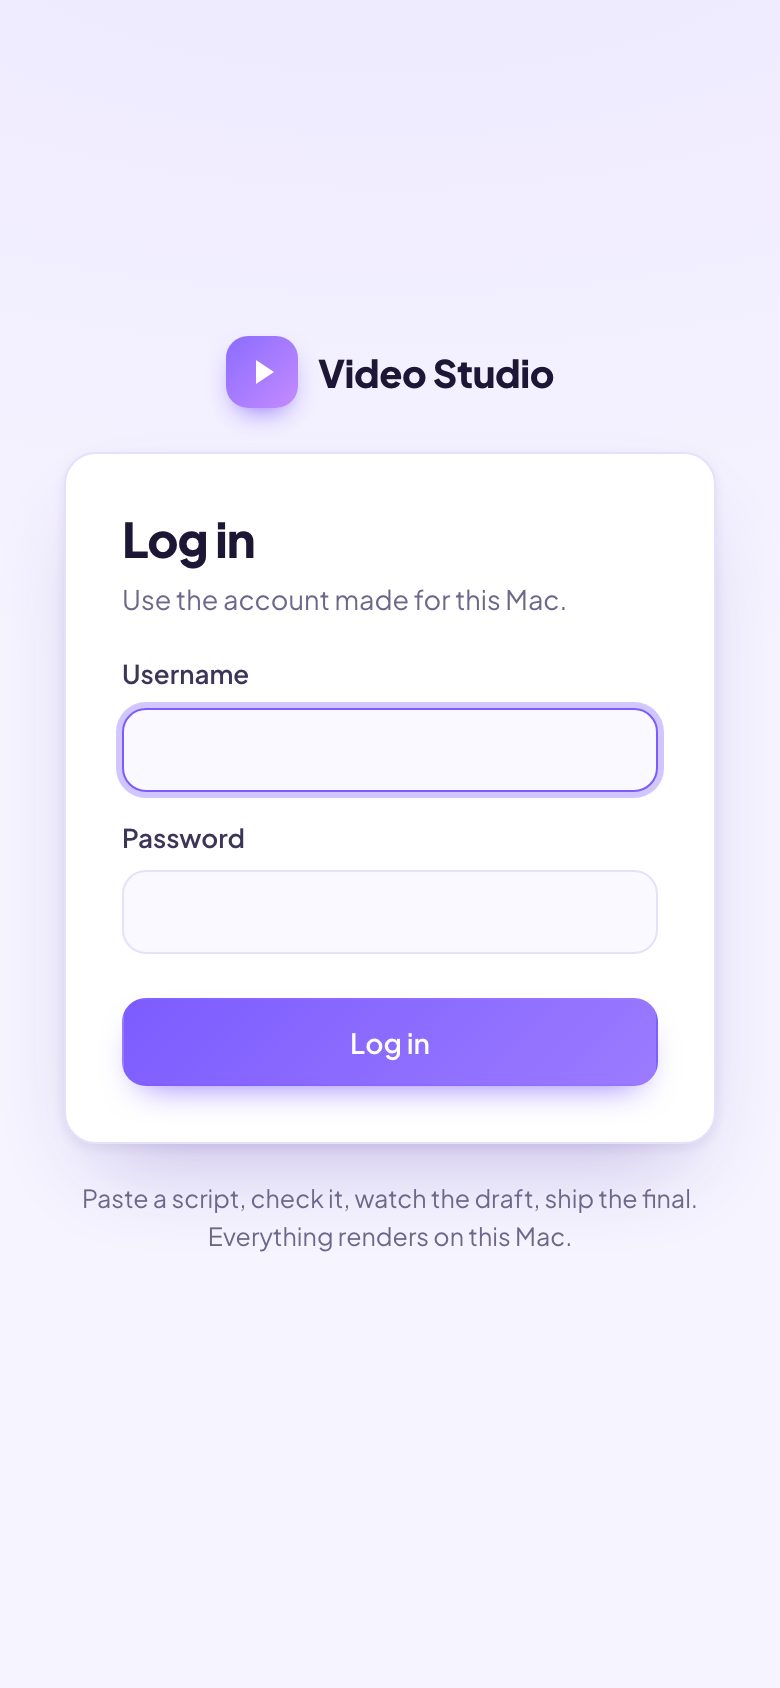 Video Studio
Log in
Use the account made for this Mac.
Username
Password
Log in
Paste a script, check it, watch the draft, ship the final.
Everything renders on this Mac.